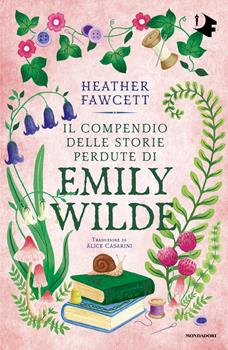 HEATHER
FAWCETT
IL COMPENDIO
DELLE STORIE
PERDUTE DI
EMILY
WILDE
TRADUZIONE DI
ALICE CASARINI
MONDADORI